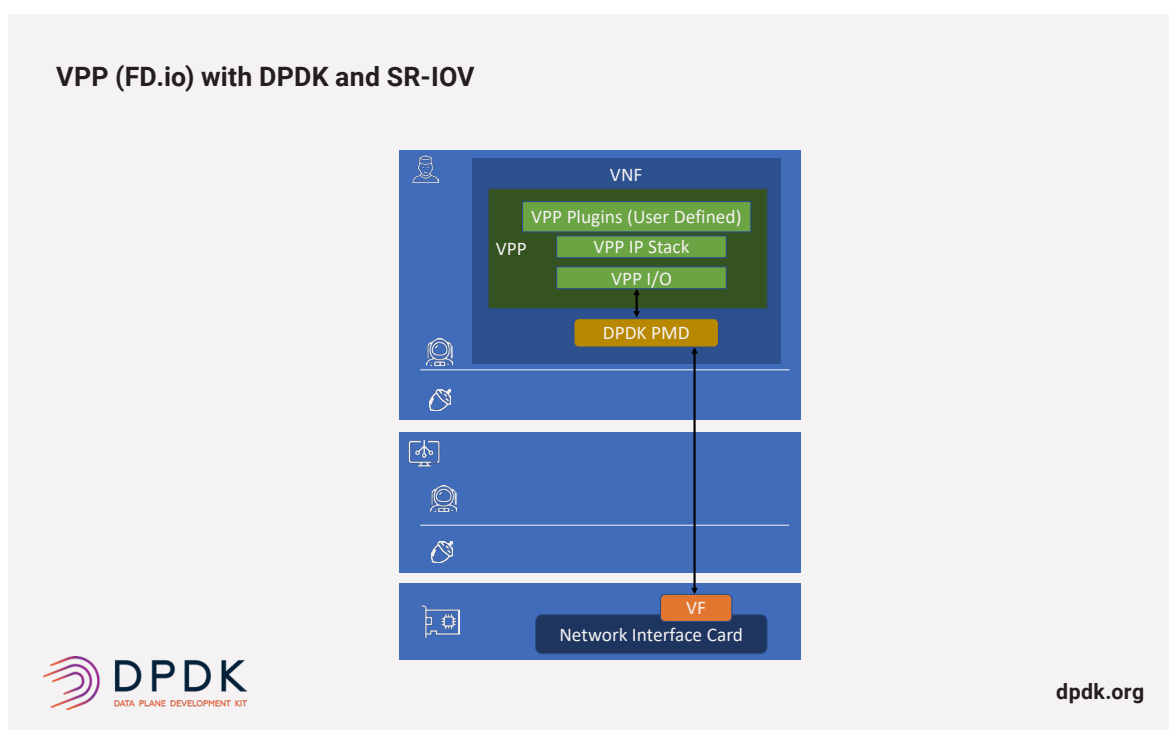 VPP (FD.io) with DPDK and SR-IOV
VNF
VPP Plugins (User Defined)
VPP
VPP IP Stack
VPP I/O
DPDK PMD
VF
Network Interface Card
DPDK
DATA PLANE DEVELOPMENT KIT
dpdk.org